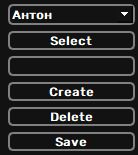 Антон
Select
Create
Delete
Save